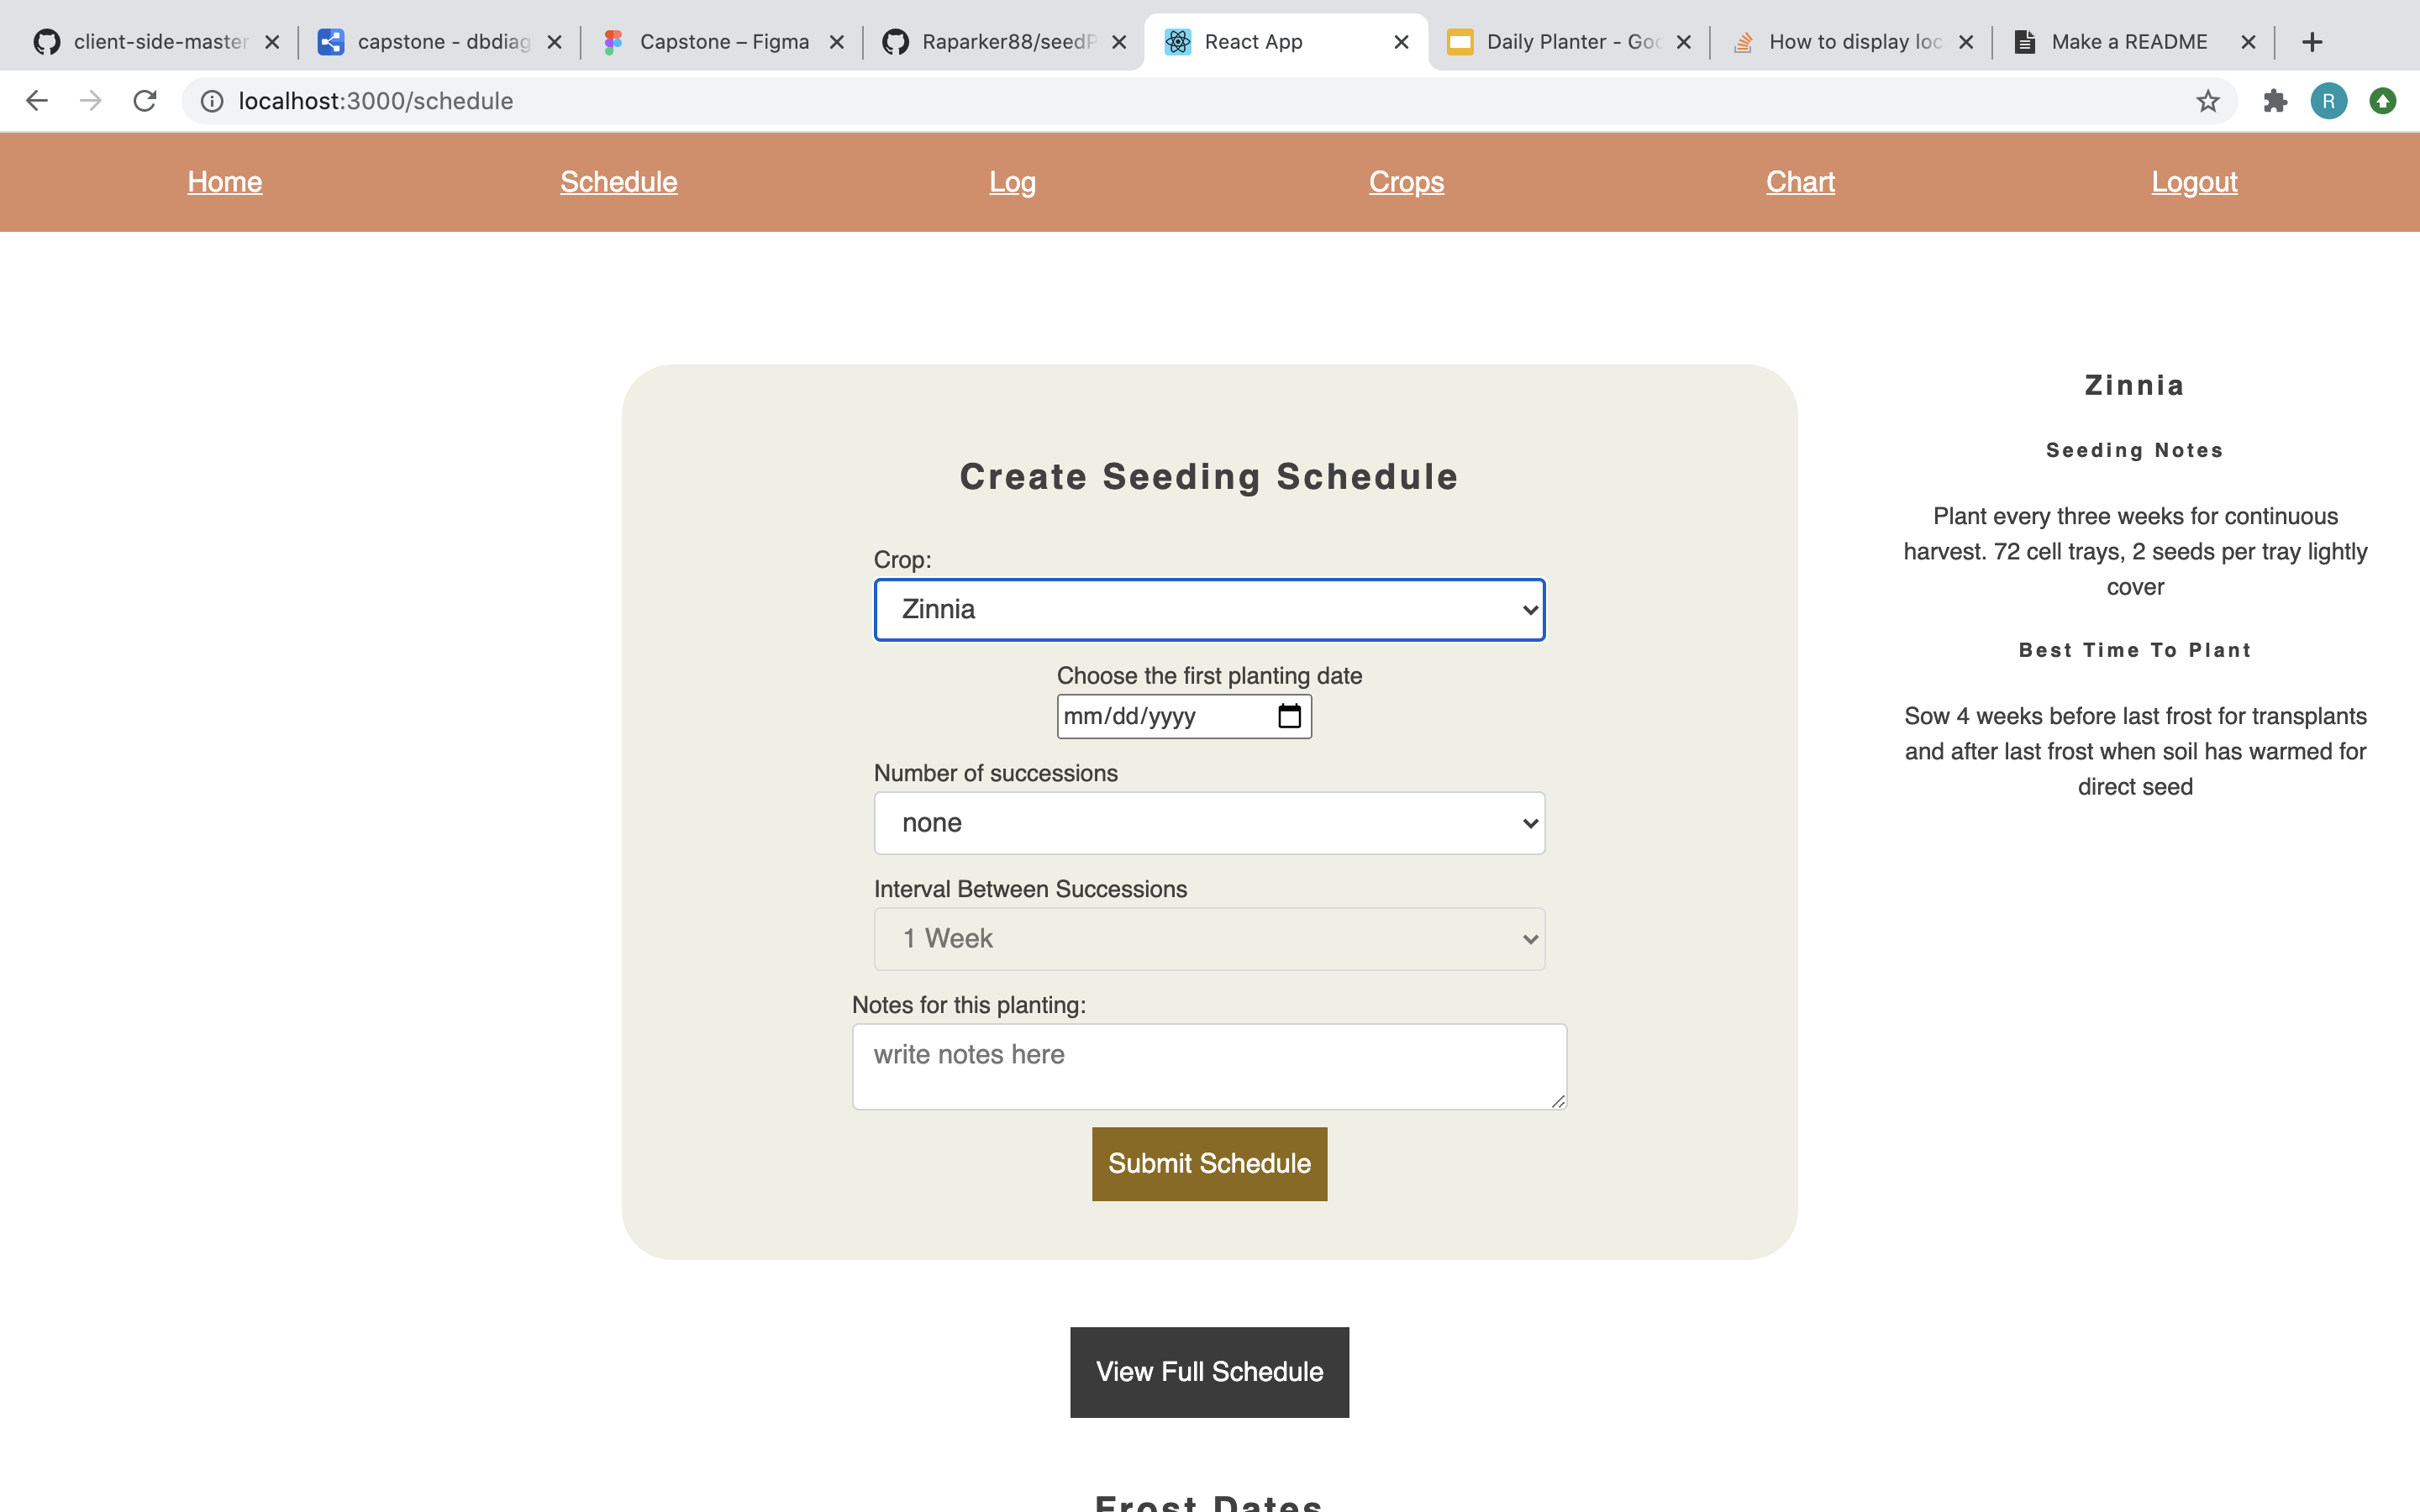 client-side-master
capstone - dbdiag
Capstone – Figma
Raparker88/seedP
React App
Daily Planter - Goo
How to display loc
Make a README
localhost:3000/schedule
R
Home
Schedule
Log
Crops
Chart
Logout
Create Seeding Schedule
Crop:
Zinnia
Choose the first planting date
mm/dd/yyyy
Number of successions
none
Interval Between Successions
1 Week
Notes for this planting:
write notes here
Submit Schedule
View Full Schedule
Zinnia
Seeding Notes
Plant every three weeks for continuous
harvest. 72 cell trays, 2 seeds per tray lightly
cover
Best Time To Plant
Sow 4 weeks before last frost for transplants
and after last frost when soil has warmed for
direct seed
Frost Dates